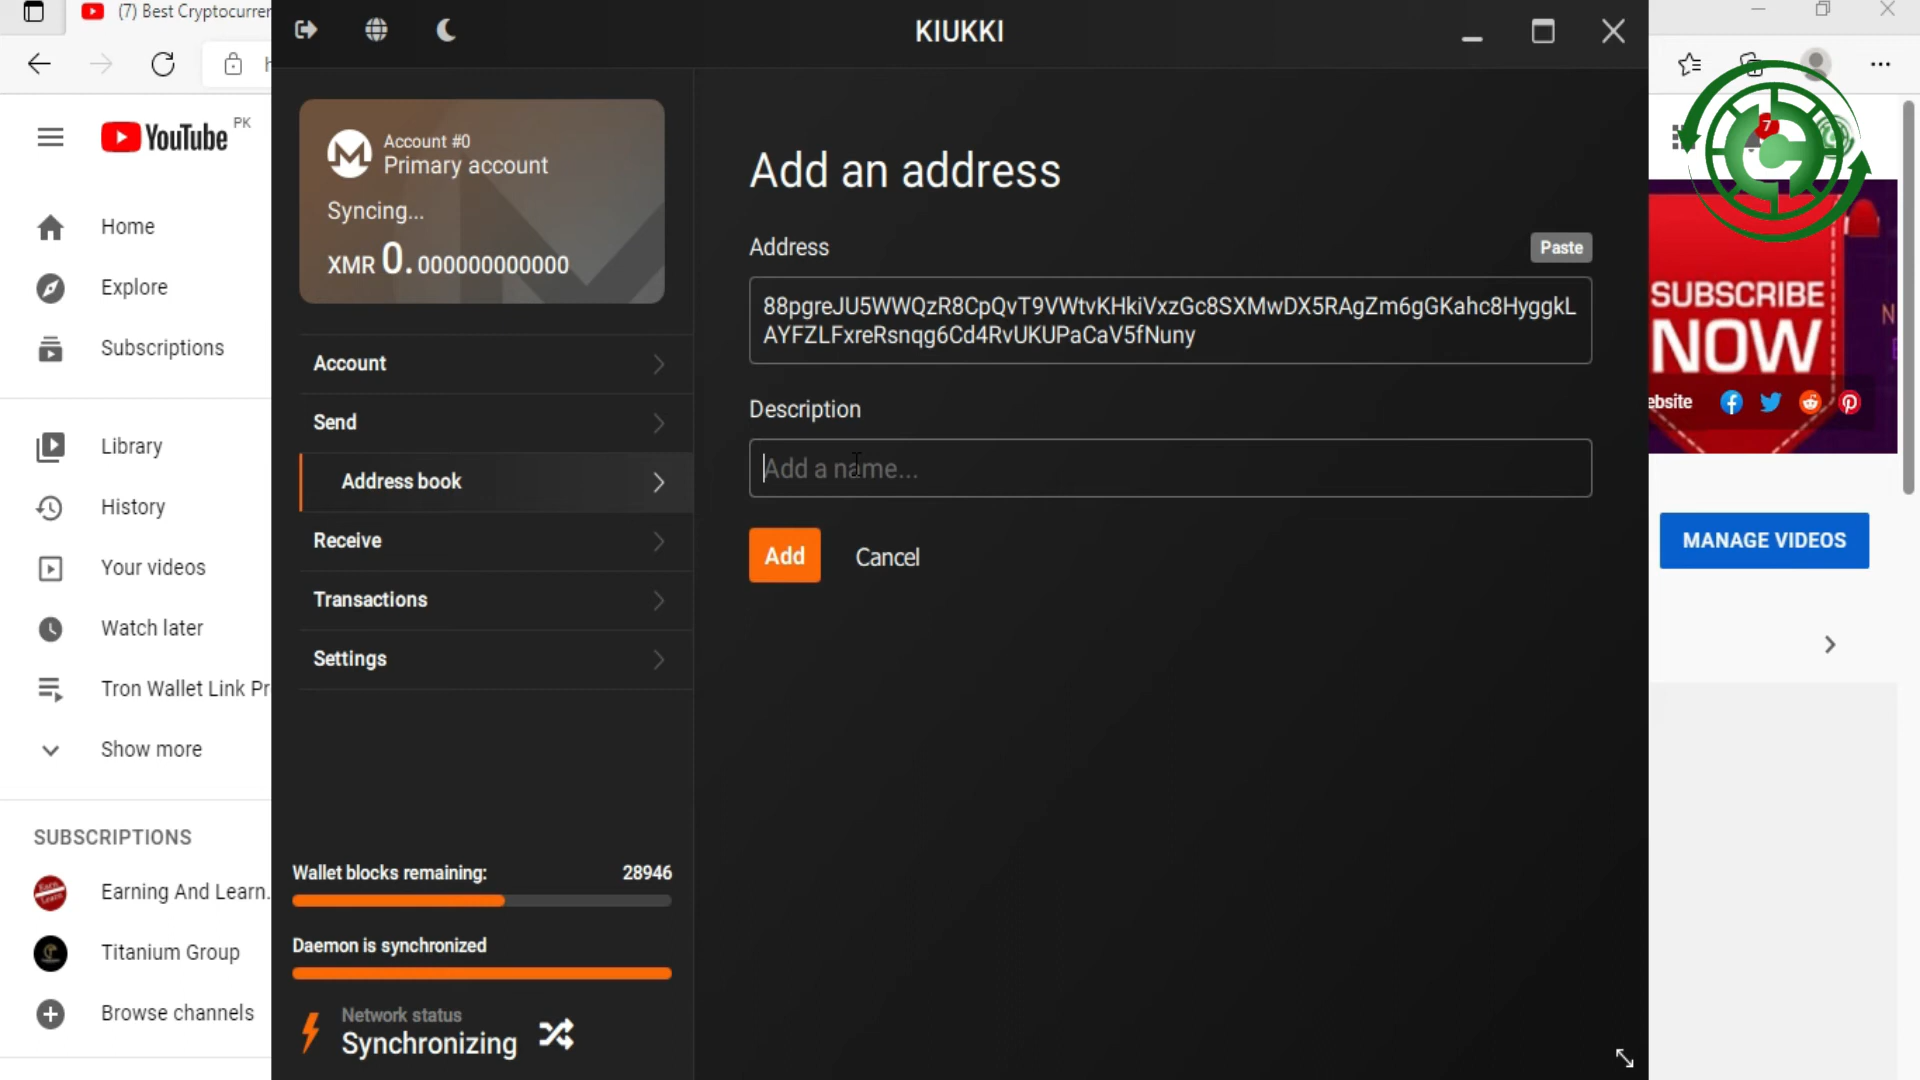 (7) Best Cryptocurrer
KIUKKI
YouTube PK
Home
Explore
Subscriptions
Library
History
Your videos
Watch later
Tron Wallet Link Pr
Show more
SUBSCRIPTIONS
Earning And Learn.
Titanium Group
Browse channels
Account #0
Primary account
Syncing...
XMR 0.000000000000
Account
Send
Address book
Receive
Transactions
Settings
Wallet blocks remaining: 28946
Daemon is synchronized
Network status
Synchronizing
Add an address
Address
Paste
88pgreJU5WWQzR8CpQvT9VWtvKHkiVxzGc8SXMwDX5RAgZm6gGKahc8HyggkL
AYFZLFxreRsnqg6Cd4RvUKUPaCaV5fNuny
Description
Add a name...
Add
Cancel
7
SUBSCRIBE
NOW
ebsite
MANAGE VIDEOS